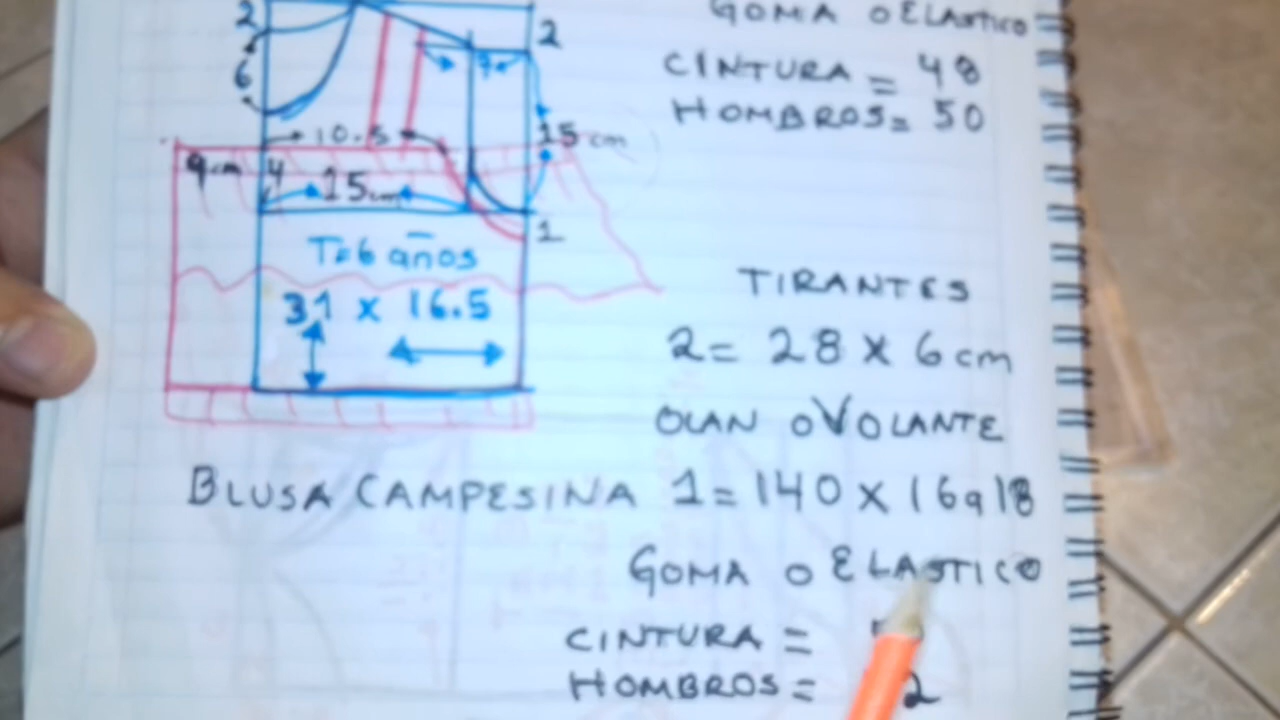 2
2
6
7
10.5
15 cm
9 cm
4
15 cm
1
T=6 años
31 x 16.5
GOMA o ELASTICO
CINTURA = 48
HOMBROS = 50
TIRANTES
2 = 28 x 6 cm
OLAN o VOLANTE
BLUSA CAMPESINA 1 = 140 x 16 a 18
GOMA o ELASTICO
CINTURA =
HOMBROS =